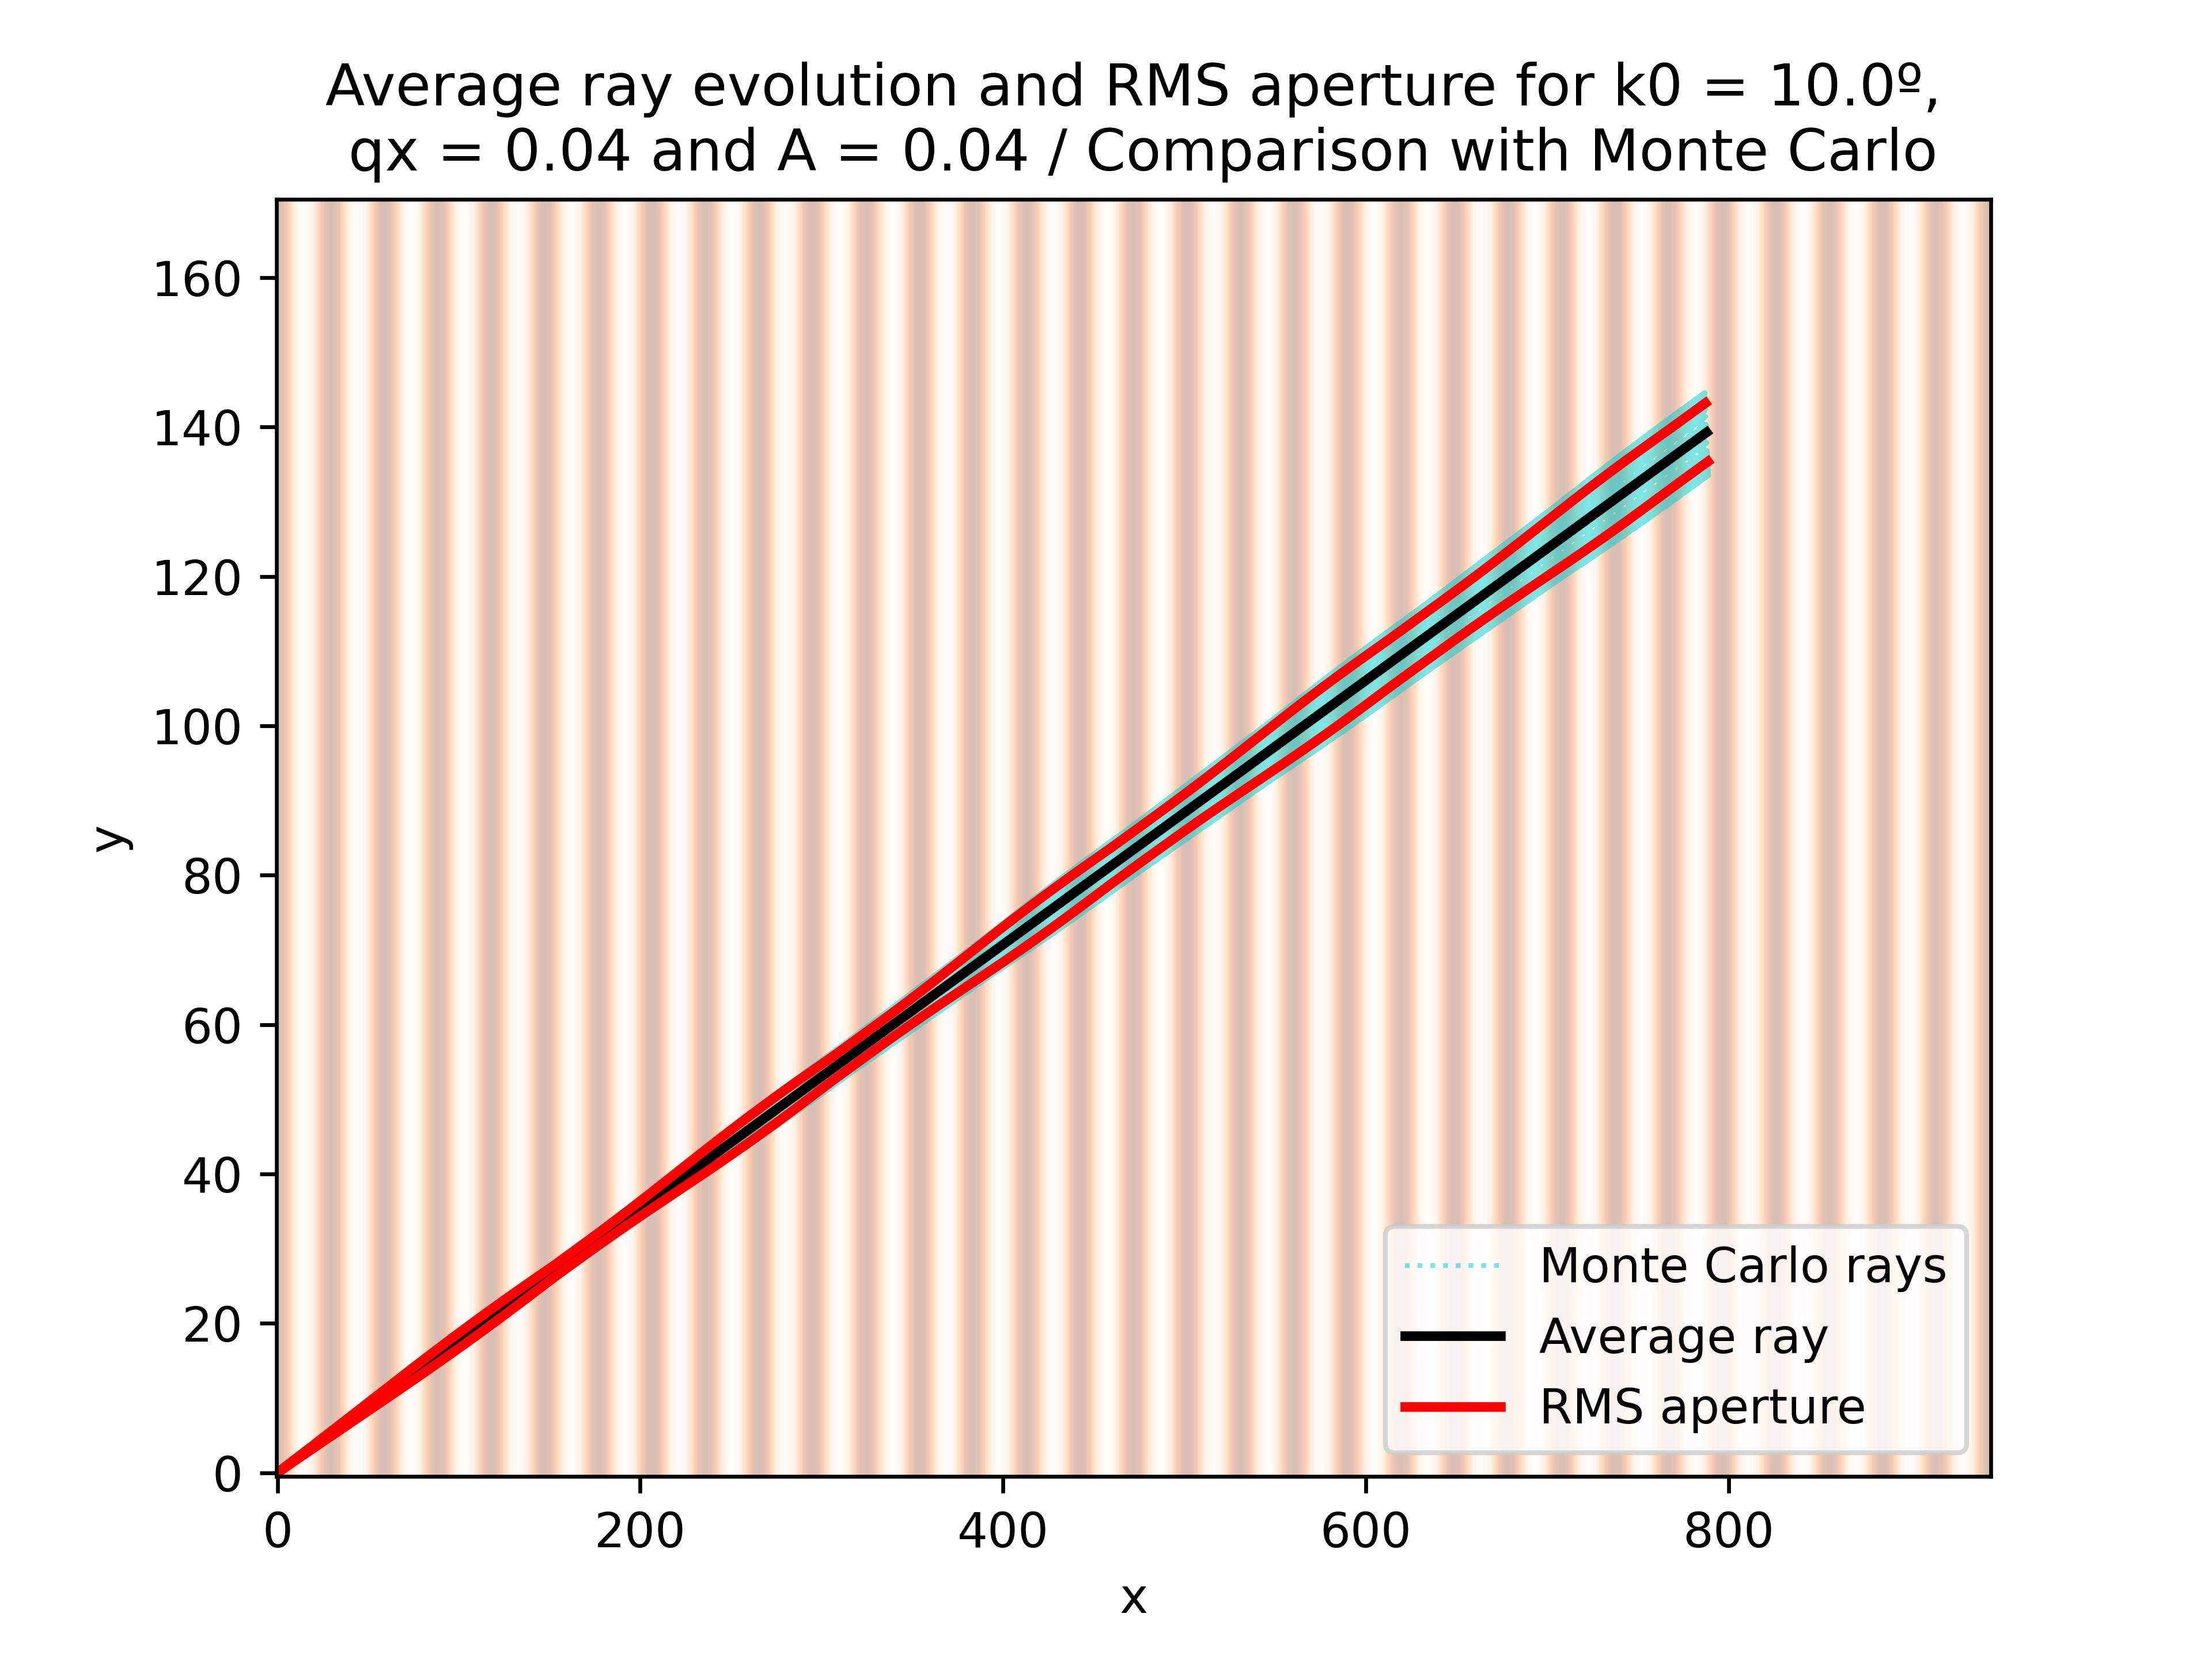 Average ray evolution and RMS aperture for k0 = 10.0º,
qx = 0.04 and A = 0.04 / Comparison with Monte Carlo
160
140
120
100
80
60
40
20
0
y
Monte Carlo rays
Average ray
RMS aperture
0 200 400 600 800
x